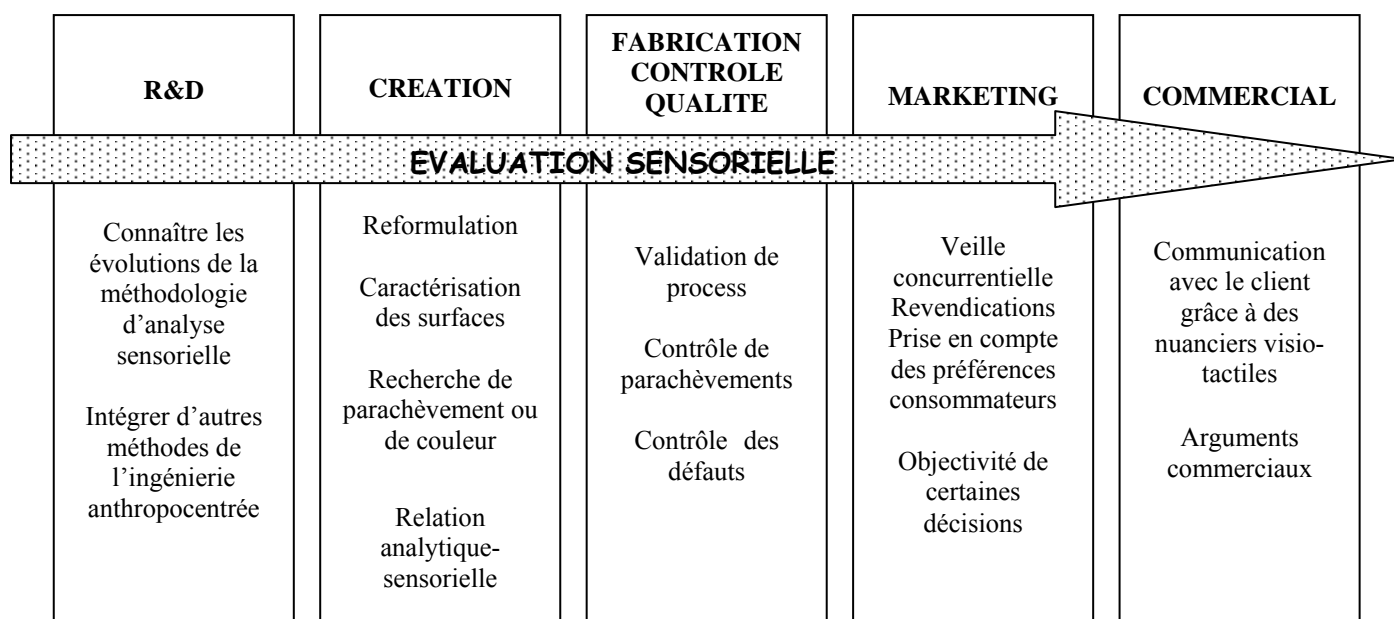 R&D
CREATION
FABRICATION
CONTROLE
QUALITE
MARKETING
COMMERCIAL
EVALUATION SENSORIELLE
Connaître les
évolutions de la
méthodologie
d’analyse
sensorielle
Intégrer d’autres
méthodes de
l’ingénierie
anthropocentrée
Reformulation
Caractérisation
des surfaces
Recherche de
parachèvement ou
de couleur
Relation
analytique-
sensorielle
Validation de
process
Contrôle de
parachèvements
Contrôle des
défauts
Veille
concurrentielle
Revendications
Prise en compte
des préférences
consommateurs
Objectivité de
certaines
décisions
Communication
avec le client
grâce à des
nuanciers visio-
tactiles
Arguments
commerciaux